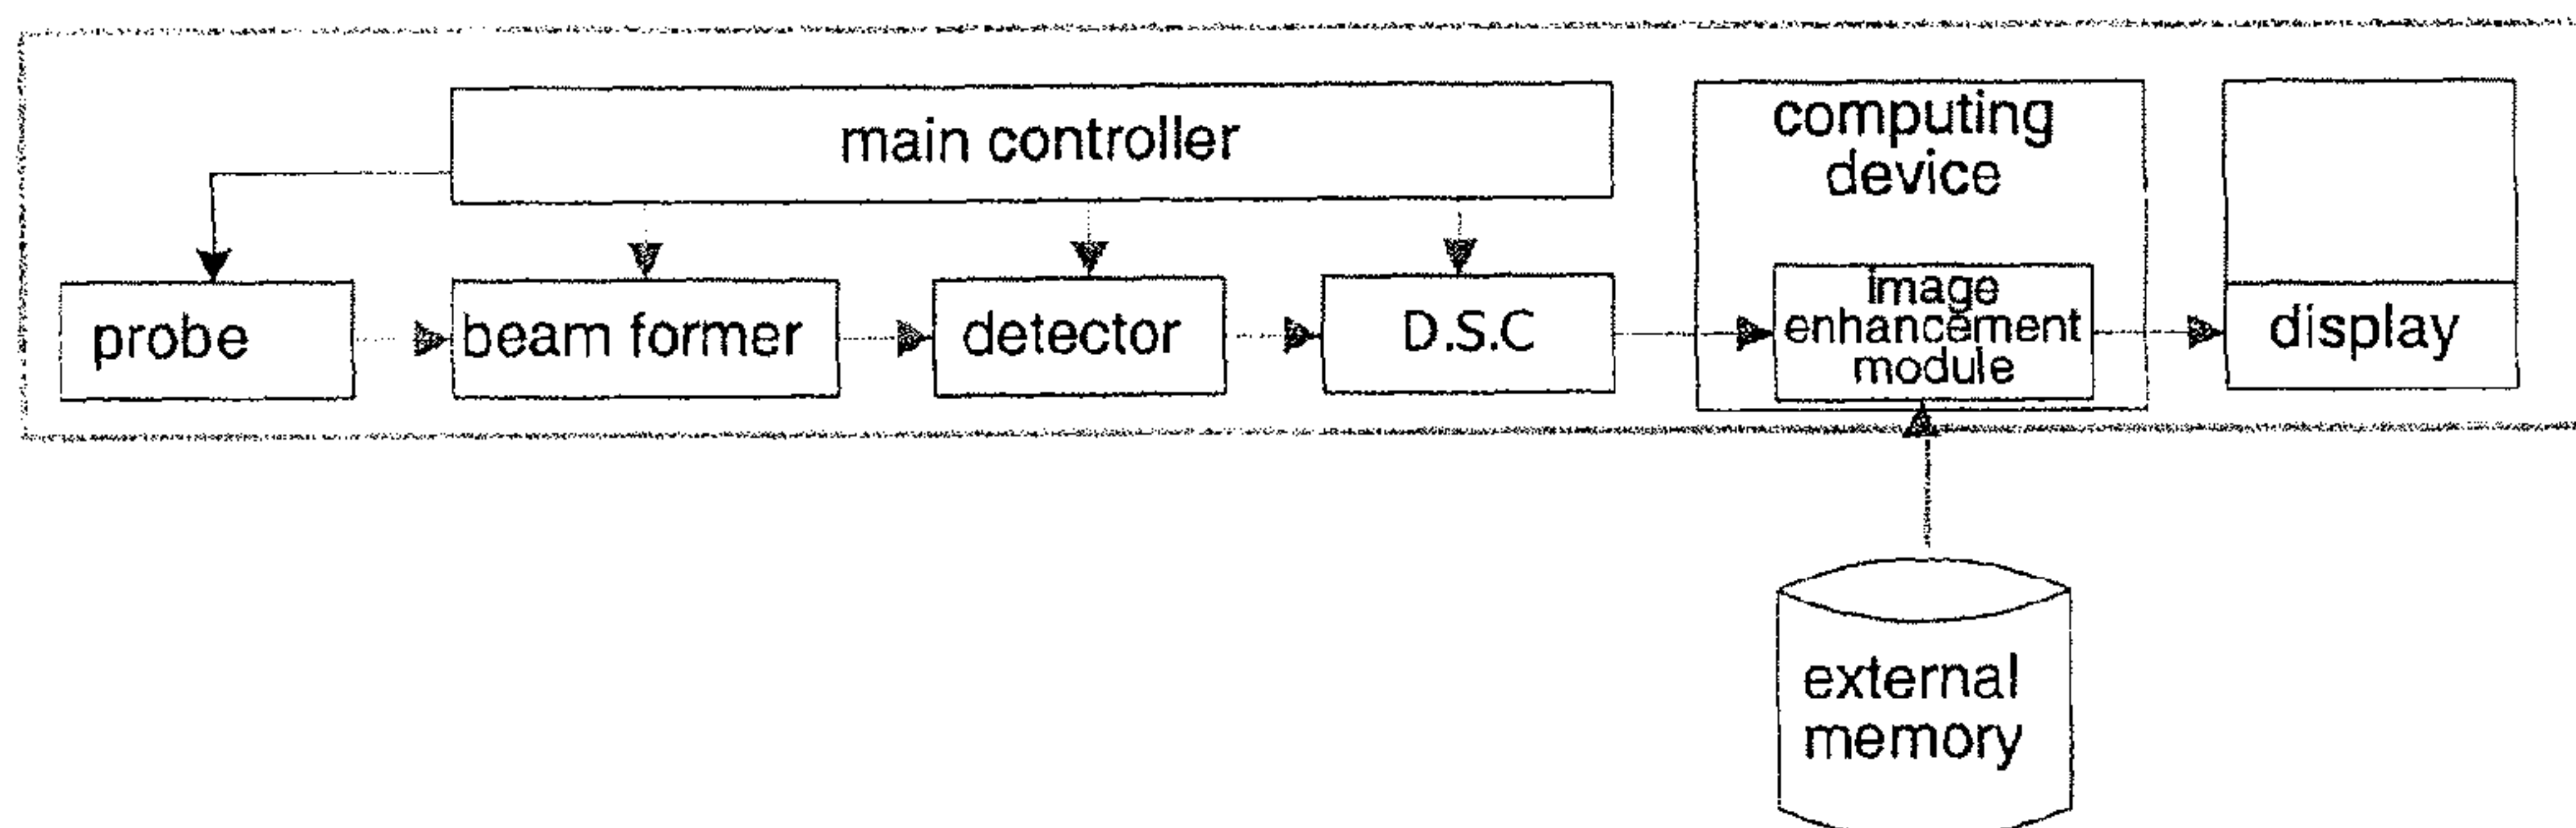 main controller
computing
device
probe
beam former
detector
D.S.C
image
enhancement
module
display
external
memory